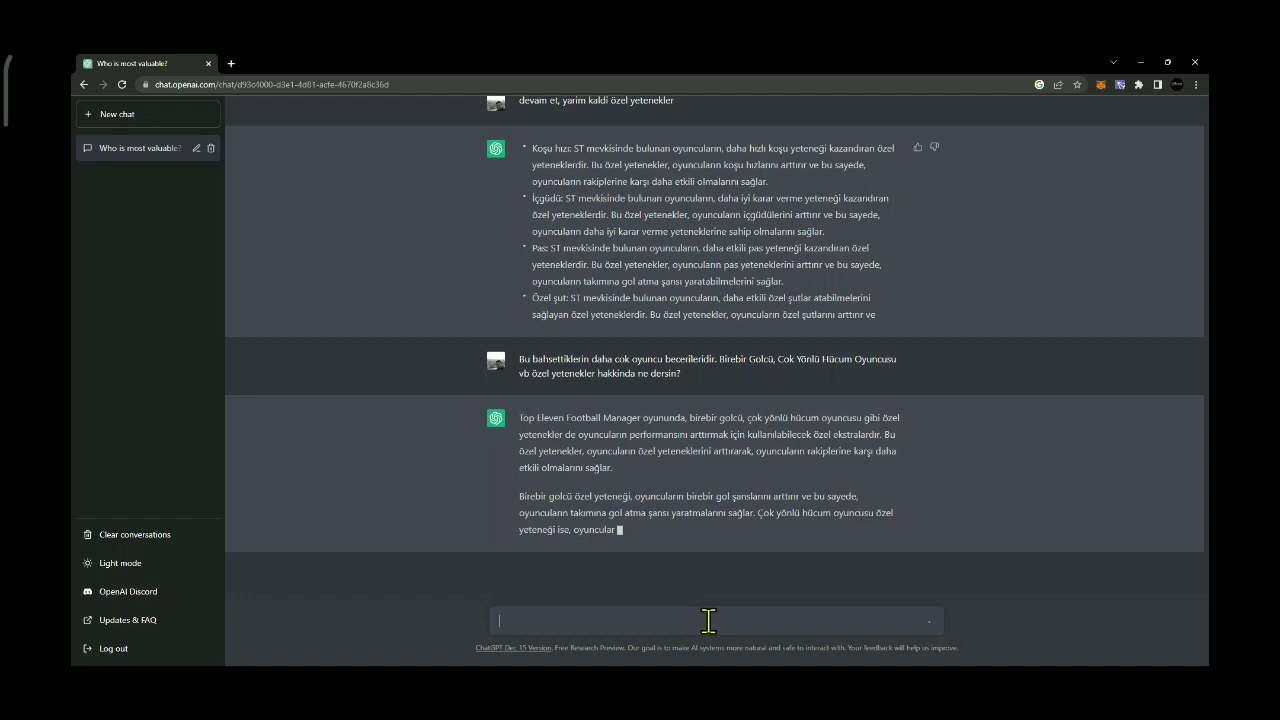 Who is most valuable?
chat.openai.com/chat/d93c4000-d3e1-4d81-acfe-4670f2a8c36d
New chat
Who is most valuable?
devam et, yarim kaldi özel yetenekler
• Koşu hızı: ST mevkisinde bulunan oyuncuların, daha hızlı koşu yeteneği kazandıran özel
yeteneklerdir. Bu özel yetenekler, oyuncuların koşu hızlarını arttırır ve bu sayede,
oyuncuların rakiplerine karşı daha etkili olmalarını sağlar.
• İçgüdü: ST mevkisinde bulunan oyuncuların, daha iyi karar verme yeteneği kazandıran
özel yeteneklerdir. Bu özel yetenekler, oyuncuların içgüdülerini arttırır ve bu sayede,
oyuncuların daha iyi karar verme yeteneklerine sahip olmalarını sağlar.
• Pas: ST mevkisinde bulunan oyuncuların, daha etkili pas yeteneği kazandıran özel
yeteneklerdir. Bu özel yetenekler, oyuncuların pas yeteneklerini arttırır ve bu sayede,
oyuncuların takımına gol atma şansı yaratabilmelerini sağlar.
• Özel şut: ST mevkisinde bulunan oyuncuların, daha etkili özel şutlar atabilmelerini
sağlayan özel yeteneklerdir. Bu özel yetenekler, oyuncuların özel şutlarını arttırır ve
Bu bahsettiklerin daha cok oyuncu becerileridir. Birebir Golcü, Cok Yönlü Hücum Oyuncusu
vb özel yetenekler hakkinda ne dersin?
Top Eleven Football Manager oyununda, birebir golcü, çok yönlü hücum oyuncusu gibi özel
yetenekler de oyuncuların performansını arttırmak için kullanılabilecek özel ekstralardır. Bu
özel yetenekler, oyuncuların özel yeteneklerini arttırarak, oyuncuların rakiplerine karşı daha
etkili olmalarını sağlar.
Birebir golcü özel yeteneği, oyuncuların birebir gol şanslarını arttırır ve bu sayede,
oyuncuların takımına gol atma şansı yaratmalarını sağlar. Çok yönlü hücum oyuncusu özel
yeteneği ise, oyuncular
Clear conversations
Light mode
OpenAI Discord
Updates & FAQ
Log out
ChatGPT Dec 15 Version. Free Research Preview. Our goal is to make AI systems more natural and safe to interact with. Your feedback will help us improve.